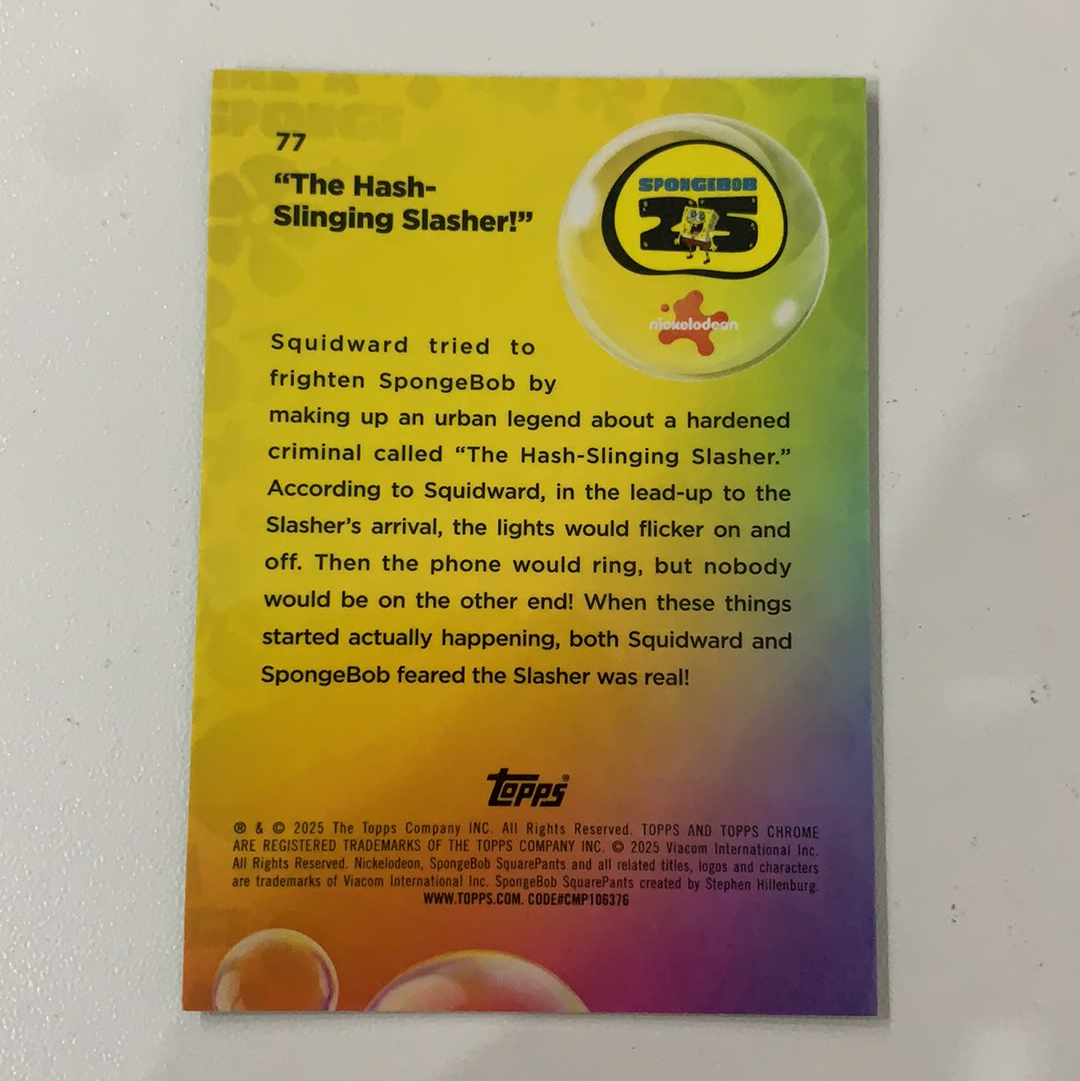 77
“The Hash-
Slinging Slasher!”
SPONGEBOB
25
nickelodeon
Squidward tried to
frighten SpongeBob by
making up an urban legend about a hardened
criminal called “The Hash-Slinging Slasher.”
According to Squidward, in the lead-up to the
Slasher’s arrival, the lights would flicker on and
off. Then the phone would ring, but nobody
would be on the other end! When these things
started actually happening, both Squidward and
SpongeBob feared the Slasher was real!
topps®
® & © 2025 The Topps Company INC. All Rights Reserved. TOPPS AND TOPPS CHROME
ARE REGISTERED TRADEMARKS OF THE TOPPS COMPANY INC. © 2025 Viacom International Inc.
All Rights Reserved. Nickelodeon, SpongeBob SquarePants and all related titles, logos and characters
are trademarks of Viacom International Inc. SpongeBob SquarePants created by Stephen Hillenburg.
WWW.TOPPS.COM. CODE#CMP106376